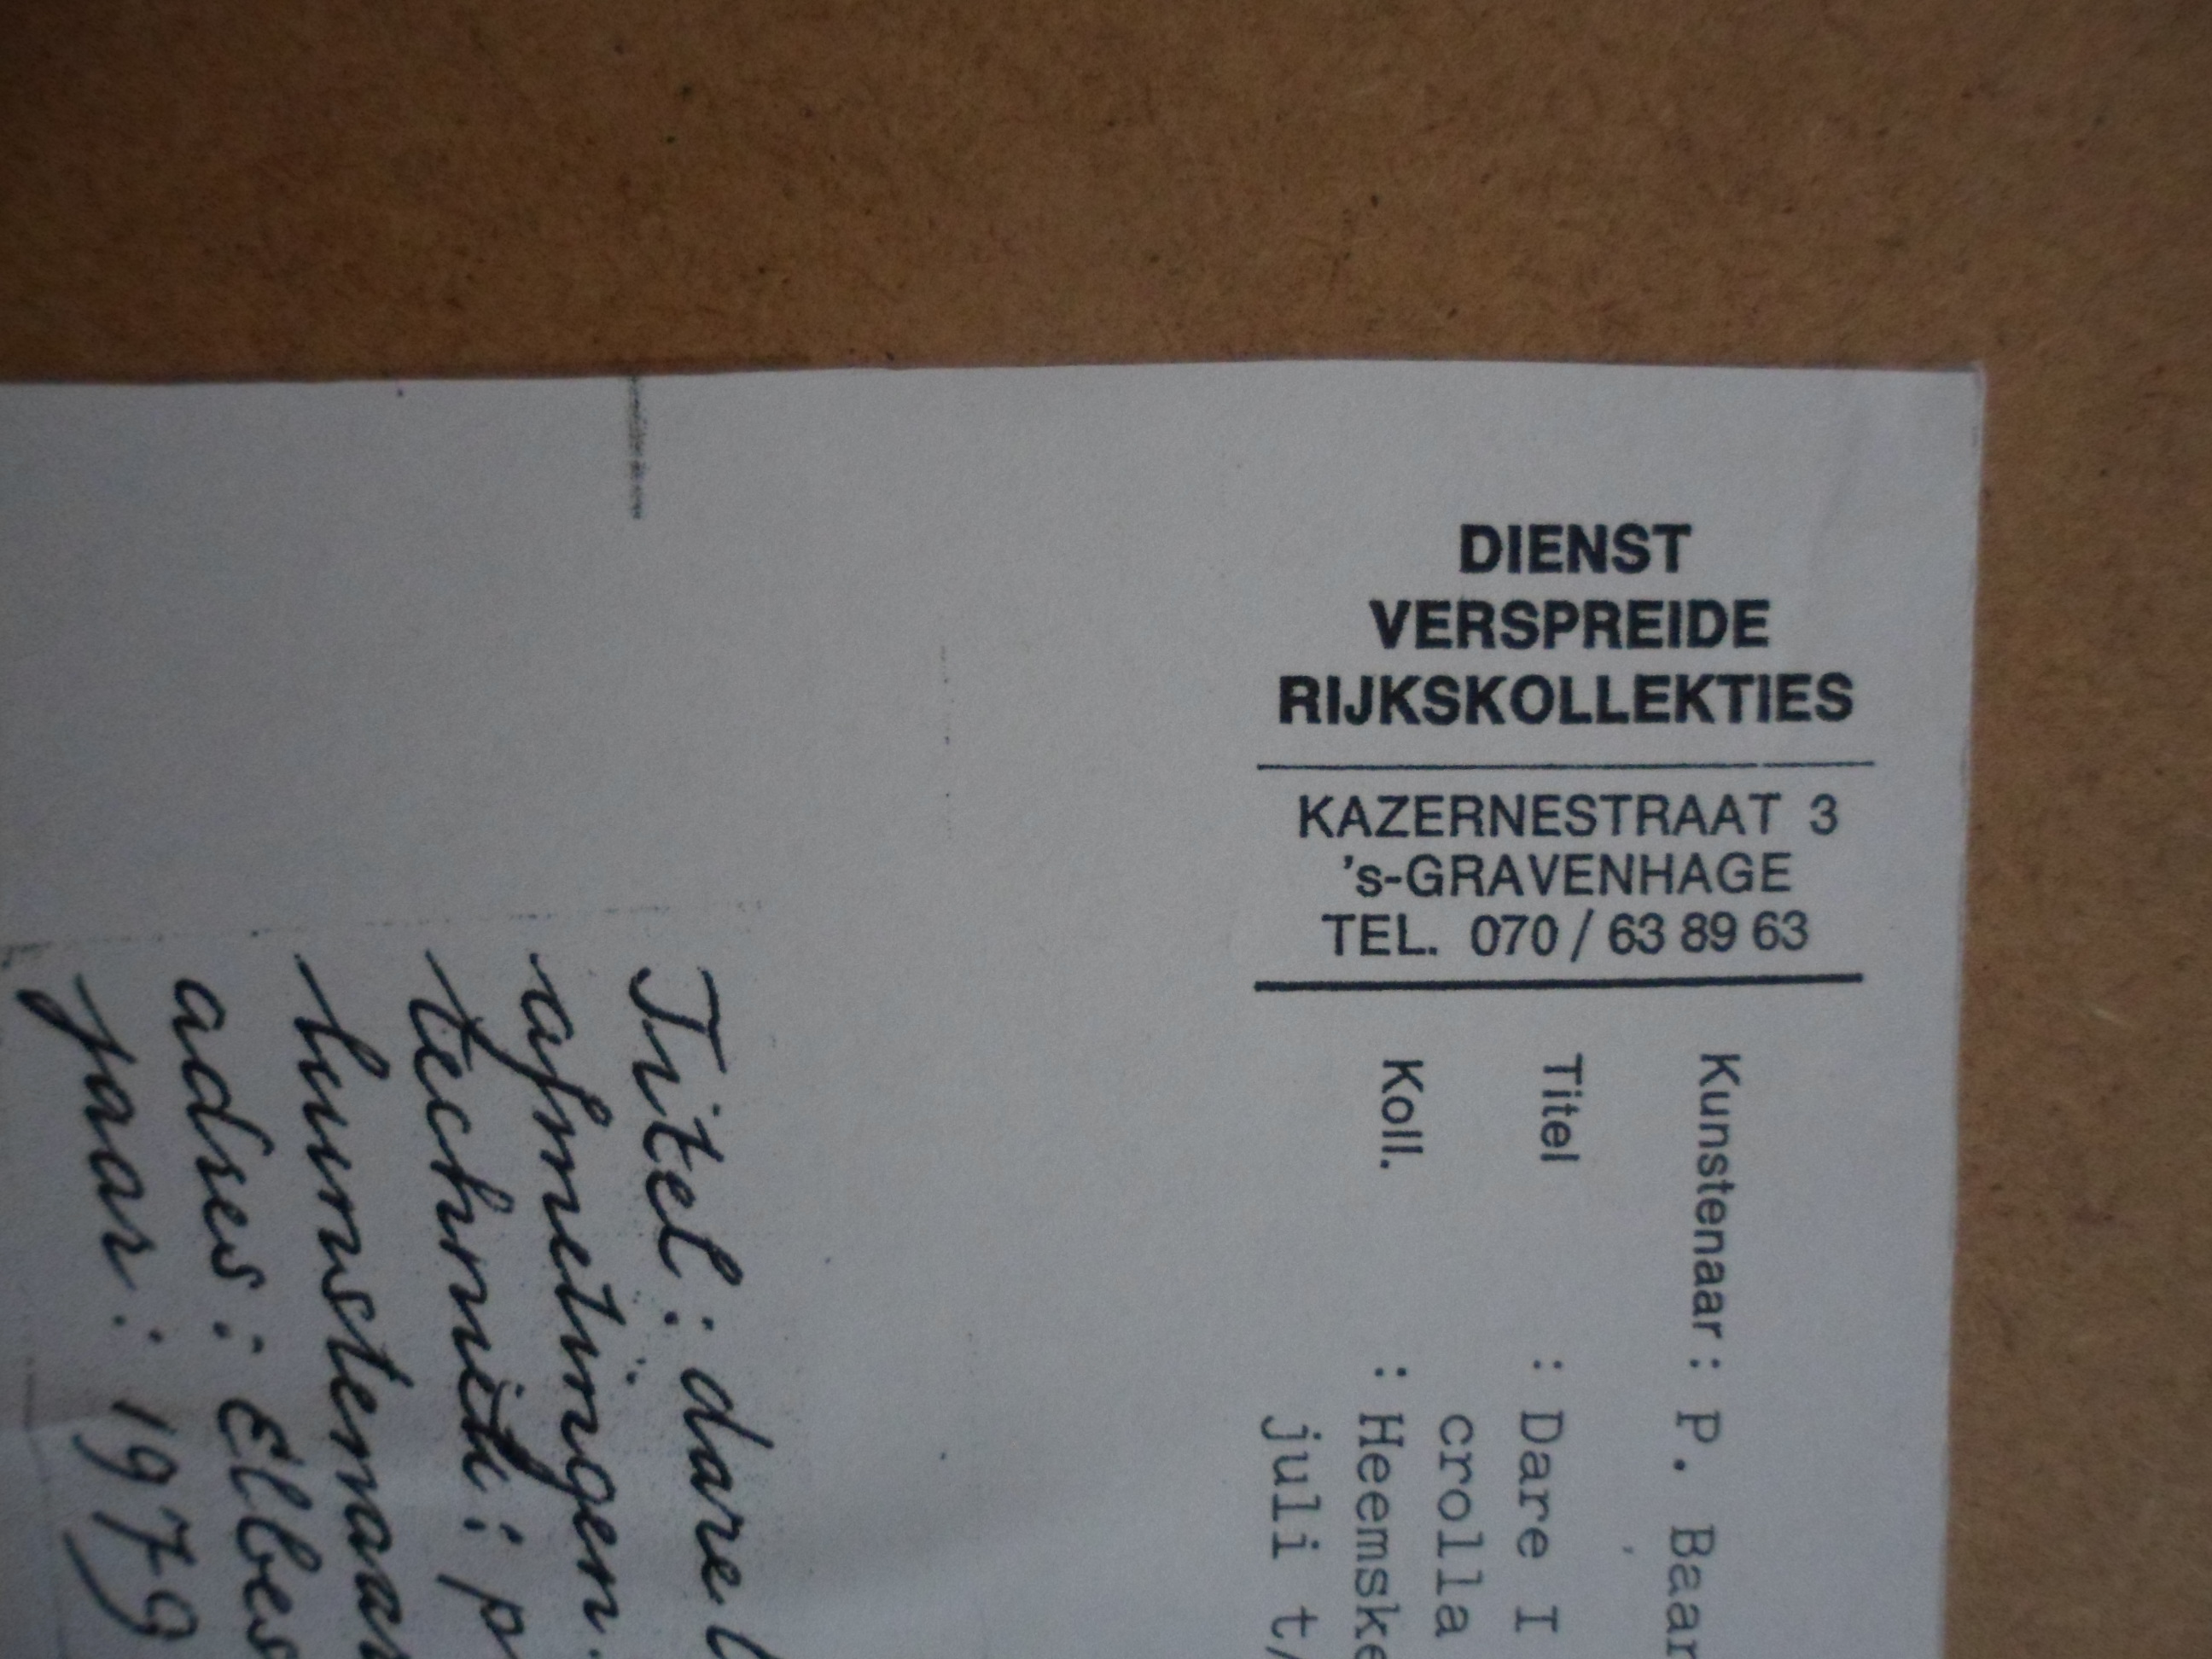 DIENST
VERSPREIDE
RIJKSKOLLEKTIES
KAZERNESTRAAT 3
's-GRAVENHAGE
TEL. 070 / 63 89 63
Kunstenaar : P. Baar
Titel : Dare I
crolla
Koll. : Heemske
juli t/
Titel : dare
afmetingen
techniek : p
kunstenaar
adres : Elbes
jaar : 1979